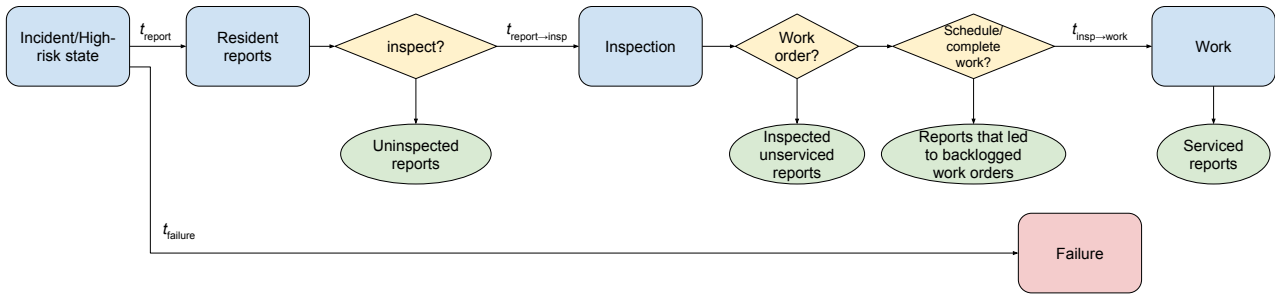 Incident/High-
risk state
t_report
Resident
reports
inspect?
t_report→insp
Inspection
Work
order?
Schedule/
complete
work?
t_insp→work
Work
Uninspected
reports
Inspected
unserviced
reports
Reports that led
to backlogged
work orders
Serviced
reports
t_failure
Failure